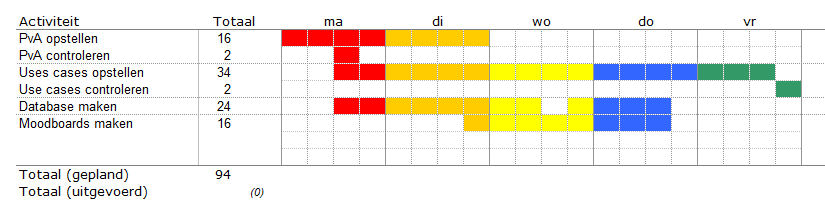 Activiteit Totaal ma di wo do vr
PvA opstellen 16
PvA controleren 2
Uses cases opstellen 34
Use cases controleren 2
Database maken 24
Moodboards maken 16
Totaal (gepland) 94
Totaal (uitgevoerd) (0)